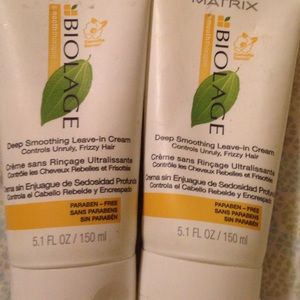 BIOLAGE
Deep Smoothing Leave-in Cream
Controls Unruly, Frizzy Hair
Crème sans Rinçage Ultralissante
Contrôle les Cheveux Rebelles et Frisottés
Crema sin Enjuague de Sedosidad Profunda
Controla el Cabello Rebelde y Encrespado
PARABEN – FREE
SANS PARABENS
SIN PARABÉN
5.1 FL OZ / 150 ml
MATRIX
BIOLAGE
Deep Smoothing Leave-in Cream
Controls Unruly, Frizzy Hair
Crème sans Rinçage Ultralissante
Contrôle les Cheveux Rebelles et Frisottés
Crema sin Enjuague de Sedosidad Profunda
Controla el Cabello Rebelde y Encrespado
PARABEN – FREE
SANS PARABENS
SIN PARABÉN
5.1 FL OZ / 150 ml